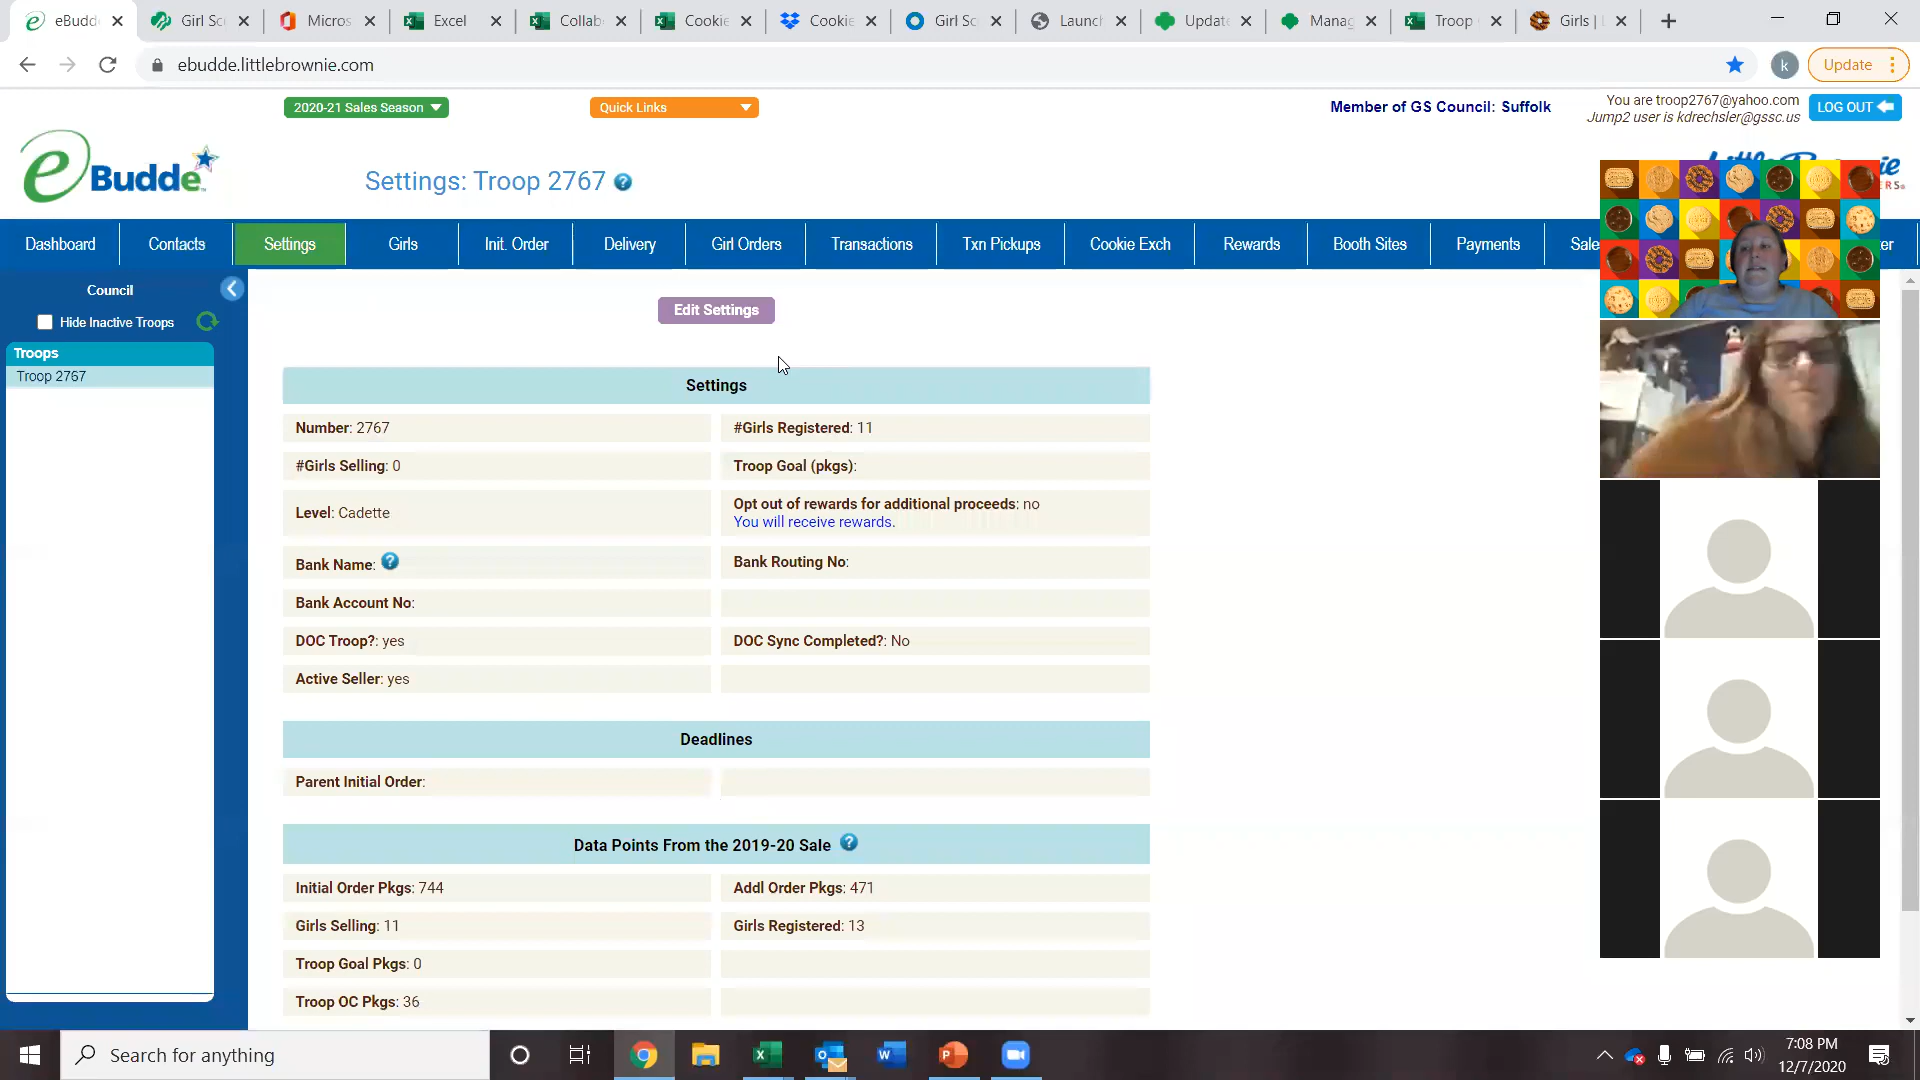 eBudde
Girl Sc
Micros
Excel
Collab
Cookie
Cookie
Girl Sc
Launch
Update
Manag
Troop
Girls |
ebudde.littlebrownie.com
k
Update
2020-21 Sales Season
Quick Links
Member of GS Council: Suffolk
You are troop2767@yahoo.com
Jump2 user is kdrechsler@gssc.us
LOG OUT
eBudde
Settings: Troop 2767
Dashboard
Contacts
Settings
Girls
Init. Order
Delivery
Girl Orders
Transactions
Txn Pickups
Cookie Exch
Rewards
Booth Sites
Payments
Sale
er
Council
Hide Inactive Troops
Troops
Troop 2767
Edit Settings
Settings
Number: 2767
#Girls Registered: 11
#Girls Selling: 0
Troop Goal (pkgs):
Level: Cadette
Opt out of rewards for additional proceeds: no
You will receive rewards.
Bank Name:
Bank Routing No:
Bank Account No:
DOC Troop?: yes
DOC Sync Completed?: No
Active Seller: yes
Deadlines
Parent Initial Order:
Data Points From the 2019-20 Sale
Initial Order Pkgs: 744
Addl Order Pkgs: 471
Girls Selling: 11
Girls Registered: 13
Troop Goal Pkgs: 0
Troop OC Pkgs: 36
Search for anything
7:08 PM
12/7/2020